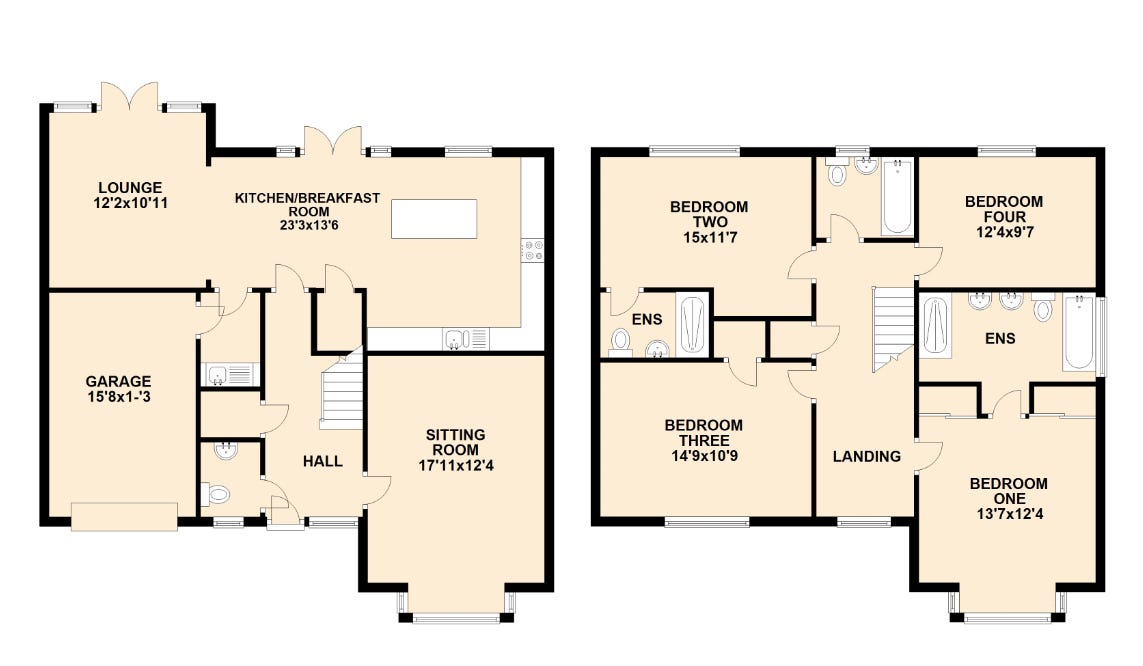 LOUNGE
12'2x10'11
KITCHEN/BREAKFAST
ROOM
23'3x13'6
GARAGE
15'8x1-'3
HALL
SITTING
ROOM
17'11x12'4
BEDROOM
TWO
15x11'7
BEDROOM
FOUR
12'4x9'7
ENS
ENS
BEDROOM
THREE
14'9x10'9
LANDING
BEDROOM
ONE
13'7x12'4